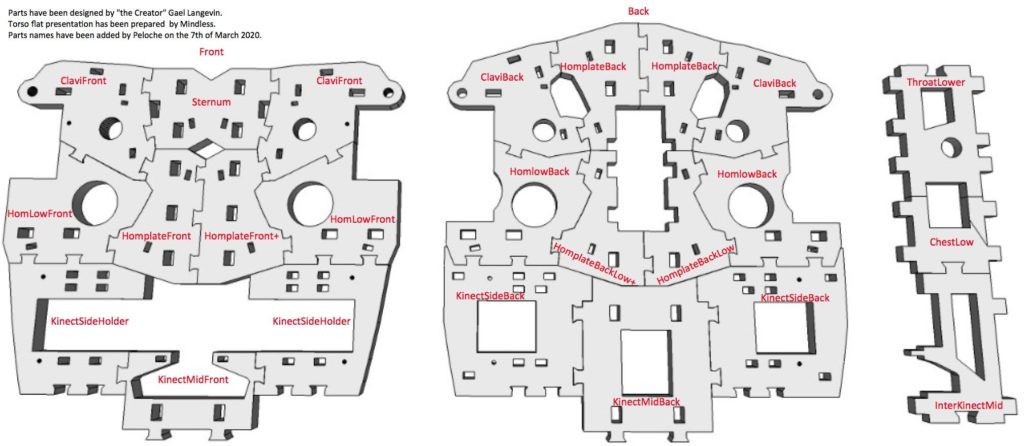 Parts have been designed by "the Creator" Gael Langevin.
Torso flat presentation has been prepared  by Mindless.
Parts names have been added by Peloche on the 7th of March 2020.
Front
ClaviFront
ClaviFront
Sternum
HomLowFront
HomLowFront
HomplateFront
HomplateFront+
KinectSideHolder
KinectSideHolder
KinectMidFront
Back
HomplateBack
HomplateBack
ClaviBack
ClaviBack
HomlowBack
HomlowBack
HomplateBackLow+
HomplateBackLow
KinectSideBack
KinectSideBack
KinectMidBack
ThroatLower
ChestLow
InterKinectMid